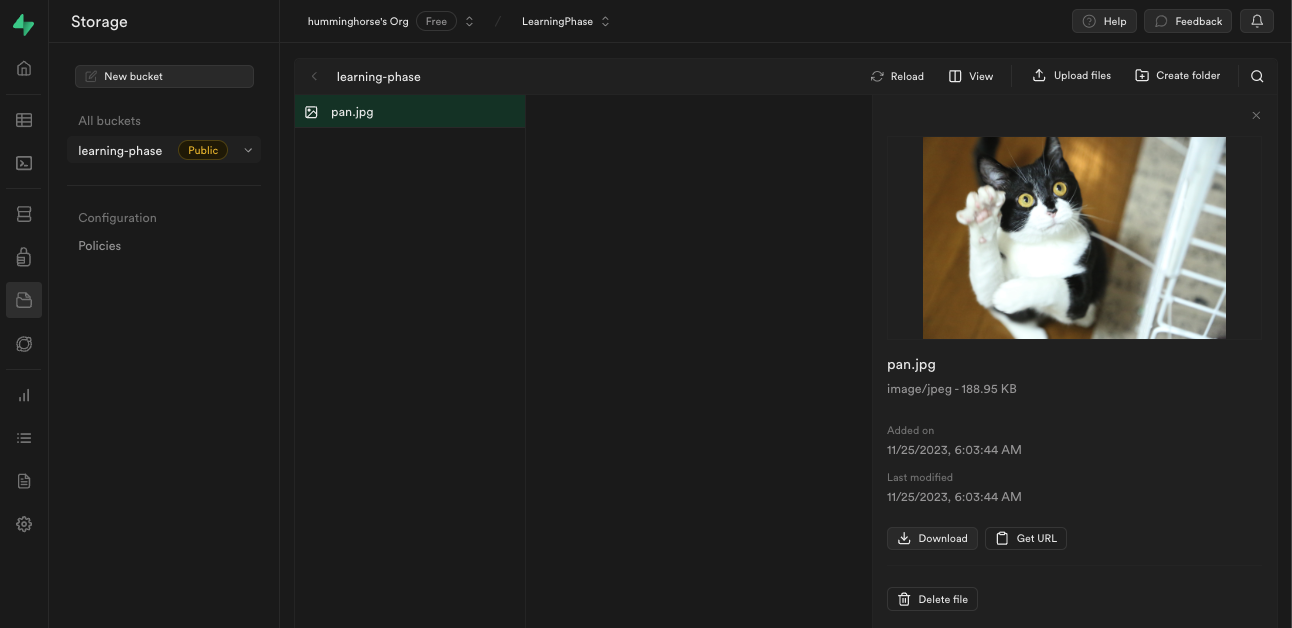 Storage
humminghorse's Org Free / LearningPhase
Help Feedback
New bucket
All buckets
learning-phase Public
Configuration
Policies
learning-phase
Reload View Upload files Create folder
pan.jpg
pan.jpg
image/jpeg - 188.95 KB
Added on
11/25/2023, 6:03:44 AM
Last modified
11/25/2023, 6:03:44 AM
Download Get URL
Delete file